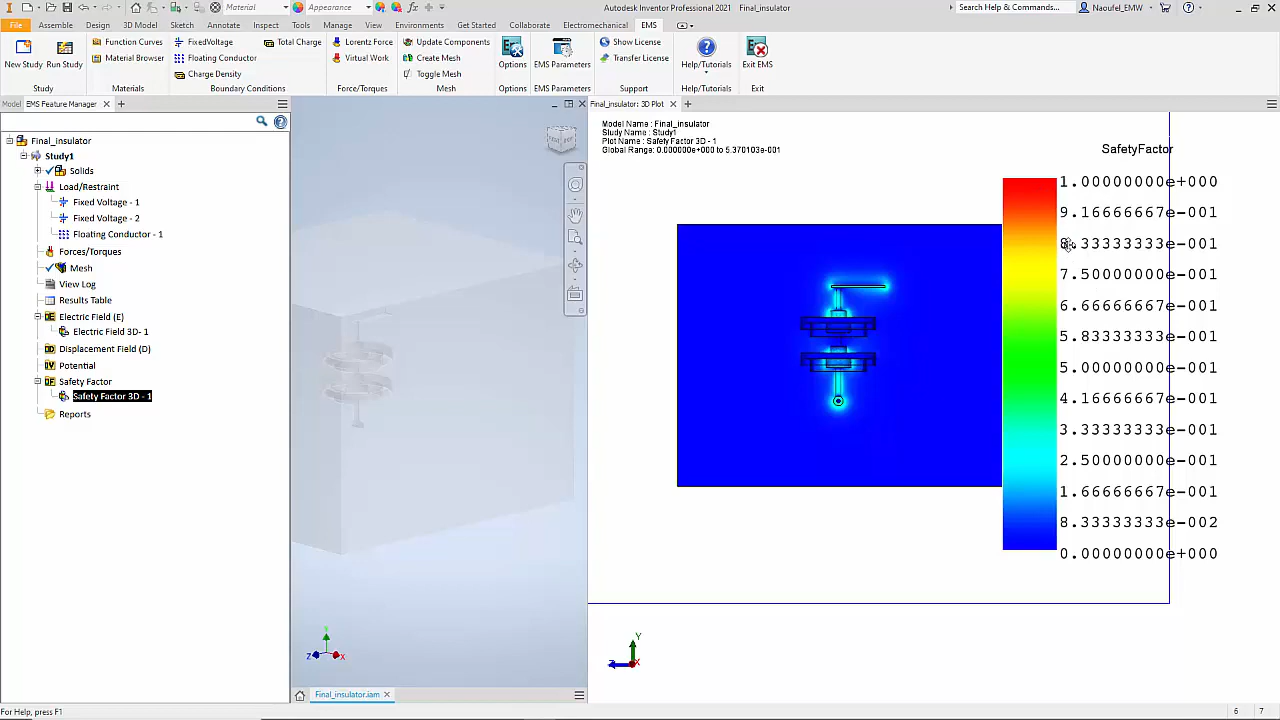 Material
Appearance
Autodesk Inventor Professional 2021 Final_insulator
Search Help & Commands...
Naoufel_EMW
File Assemble Design 3D Model Sketch Annotate Inspect Tools Manage View Environments Get Started Collaborate Electromechanical EMS
New Study
Run Study
Study
Function Curves
Material Browser
Materials
FixedVoltage
Floating Conductor
Charge Density
Total Charge
Boundary Conditions
Lorentz Force
Virtual Work
Force/Torques
Update Components
Create Mesh
Toggle Mesh
Mesh
Options
Options
EMS Parameters
EMS Parameters
Show License
Transfer License
Support
Help/Tutorials
Help/Tutorials
Exit EMS
Exit
Model EMS Feature Manager
Final_insulator
Study1
Solids
Load/Restraint
Fixed Voltage - 1
Fixed Voltage - 2
Floating Conductor - 1
Forces/Torques
Mesh
View Log
Results Table
Electric Field (E)
Electric Field 3D- 1
Displacement Field (D)
Potential
Safety Factor
Safety Factor 3D - 1
Reports
Final_insulator: 3D Plot
Model Name : Final_insulator
Study Name : Study1
Plot Name : Safety Factor 3D - 1
Global Range: 0.000000e+000 to 5.370103e-001
SafetyFactor
1.00000000e+000
9.16666667e-001
.33333333e-001
7.50000000e-001
6.66666667e-001
5.83333333e-001
5.00000000e-001
4.16666667e-001
3.33333333e-001
2.50000000e-001
1.66666667e-001
8.33333333e-002
0.00000000e+000
Y
Z
X
Y
Z
X
Final_insulator.iam
For Help, press F1
6 7